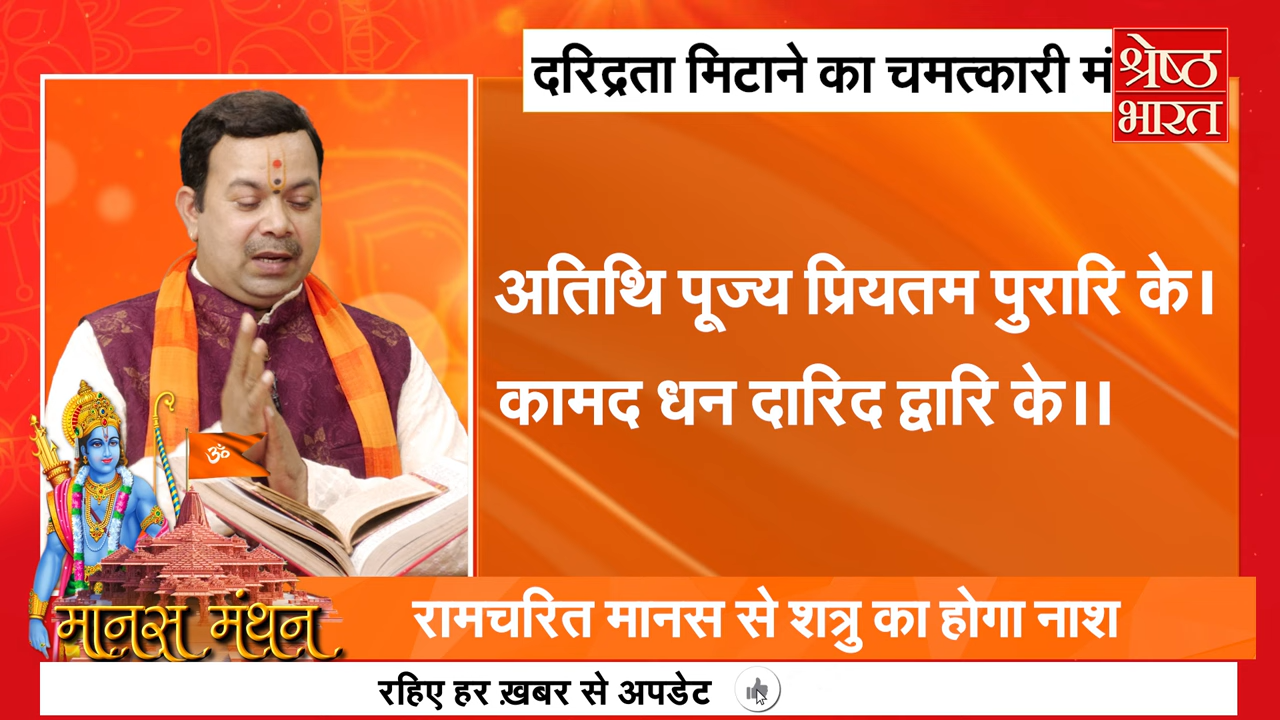 दरिद्रता मिटाने का चमत्कारी
श्रेष्ठ
भारत
अतिथि पूज्य प्रियतम पुरारि के।
कामद धन दारिद द्वारि के।।
ॐ
मानस मंथन
रामचरित मानस से शत्रु का होगा नाश
रहिए हर ख़बर से अपडेट